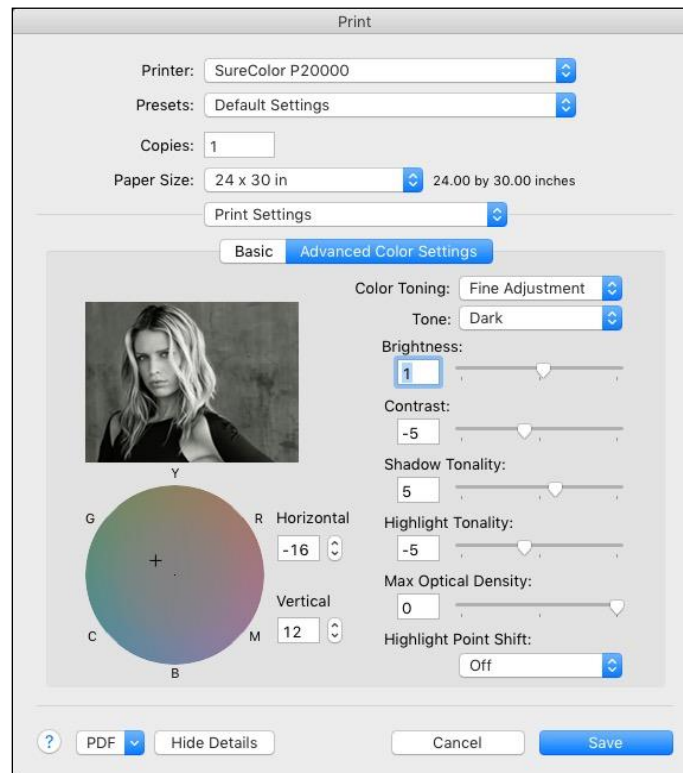 Print
Printer: SureColor P20000
Presets: Default Settings
Copies: 1
Paper Size: 24 x 30 in 24.00 by 30.00 inches
Print Settings
Basic Advanced Color Settings
Color Toning: Fine Adjustment
Tone: Dark
Brightness:
1
Contrast:
-5
Shadow Tonality:
5
Highlight Tonality:
-5
Max Optical Density:
0
Highlight Point Shift:
Off
Y
G R
C M
B
Horizontal
-16
Vertical
12
? PDF Hide Details Cancel Save